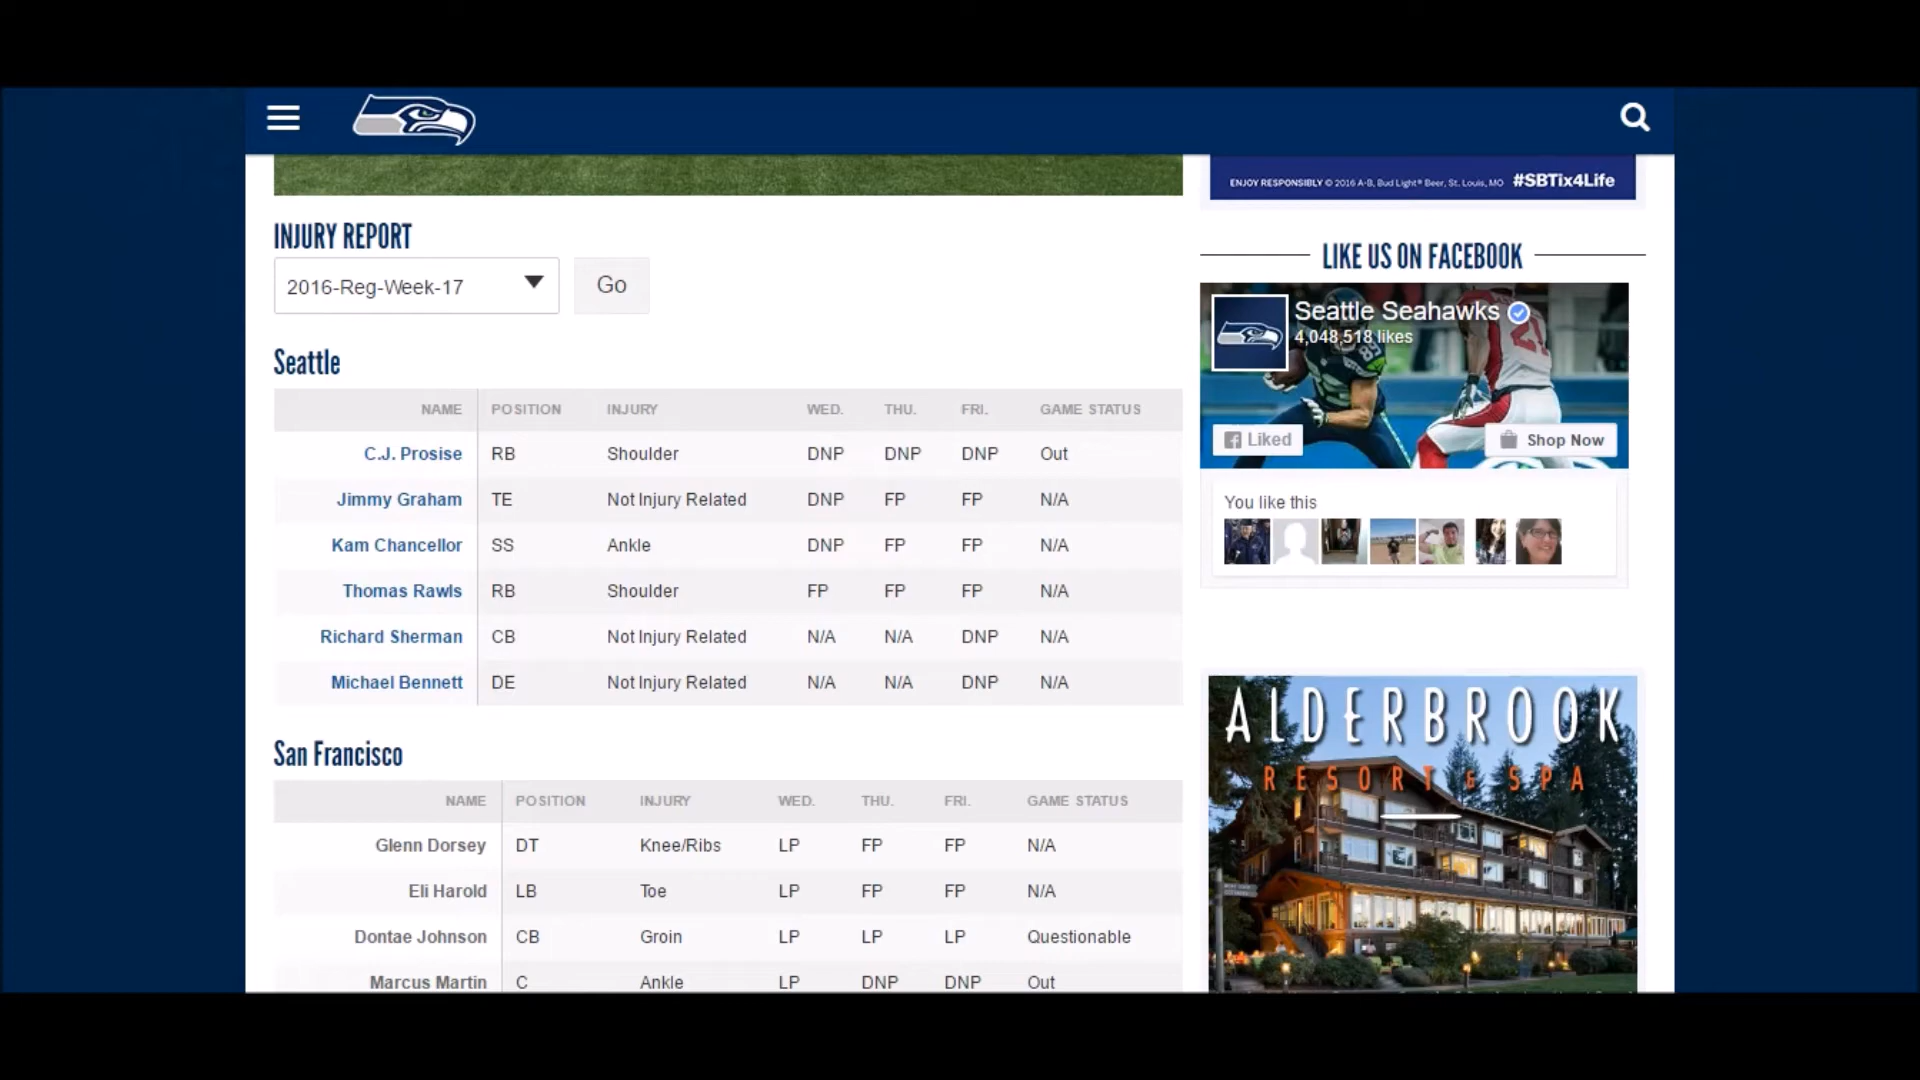 ENJOY RESPONSIBLY © 2016 A-B, Bud Light® Beer, St. Louis, MO #SBTix4Life
INJURY REPORT
2016-Reg-Week-17 Go
Seattle
NAME POSITION INJURY WED. THU. FRI. GAME STATUS
C.J. Prosise RB Shoulder DNP DNP DNP Out
Jimmy Graham TE Not Injury Related DNP FP FP N/A
Kam Chancellor SS Ankle DNP FP FP N/A
Thomas Rawls RB Shoulder FP FP FP N/A
Richard Sherman CB Not Injury Related N/A N/A DNP N/A
Michael Bennett DE Not Injury Related N/A N/A DNP N/A
San Francisco
NAME POSITION INJURY WED. THU. FRI. GAME STATUS
Glenn Dorsey DT Knee/Ribs LP FP FP N/A
Eli Harold LB Toe LP FP FP N/A
Dontae Johnson CB Groin LP LP LP Questionable
Marcus Martin C Ankle LP DNP DNP Out
LIKE US ON FACEBOOK
Seattle Seahawks
4,048,518 likes
Liked
Shop Now
You like this
ALDERBROOK
RESORT & SPA